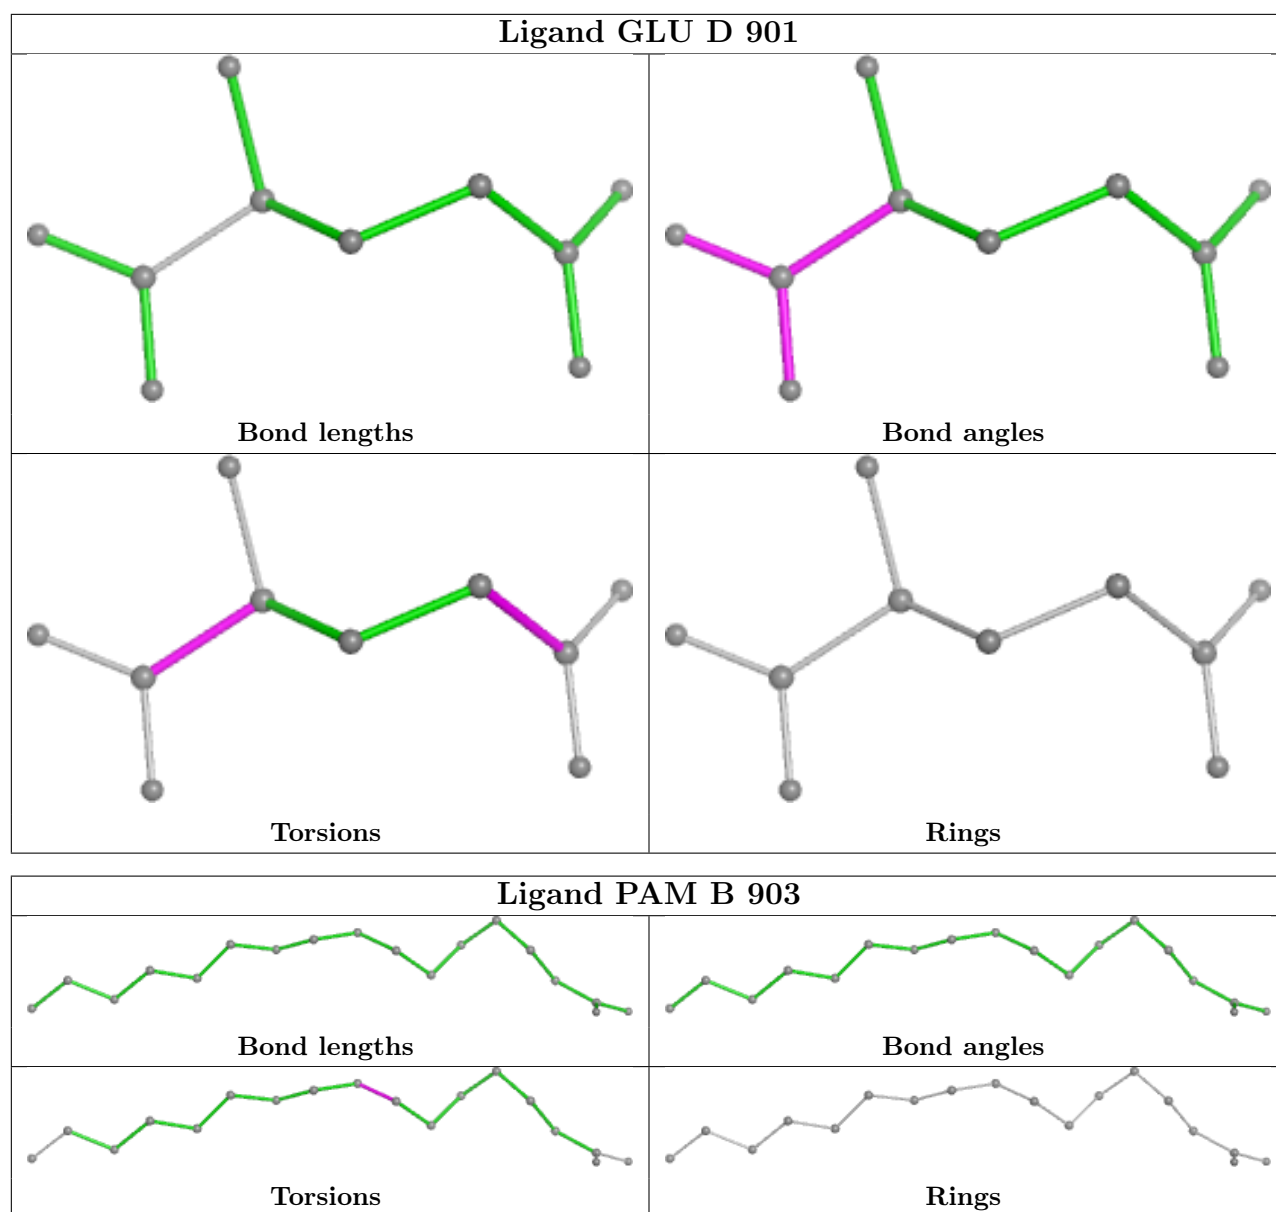 Ligand GLU D 901
Bond lengths
Bond angles
Torsions
Rings
Ligand PAM B 903
Bond lengths
Bond angles
Torsions
Rings